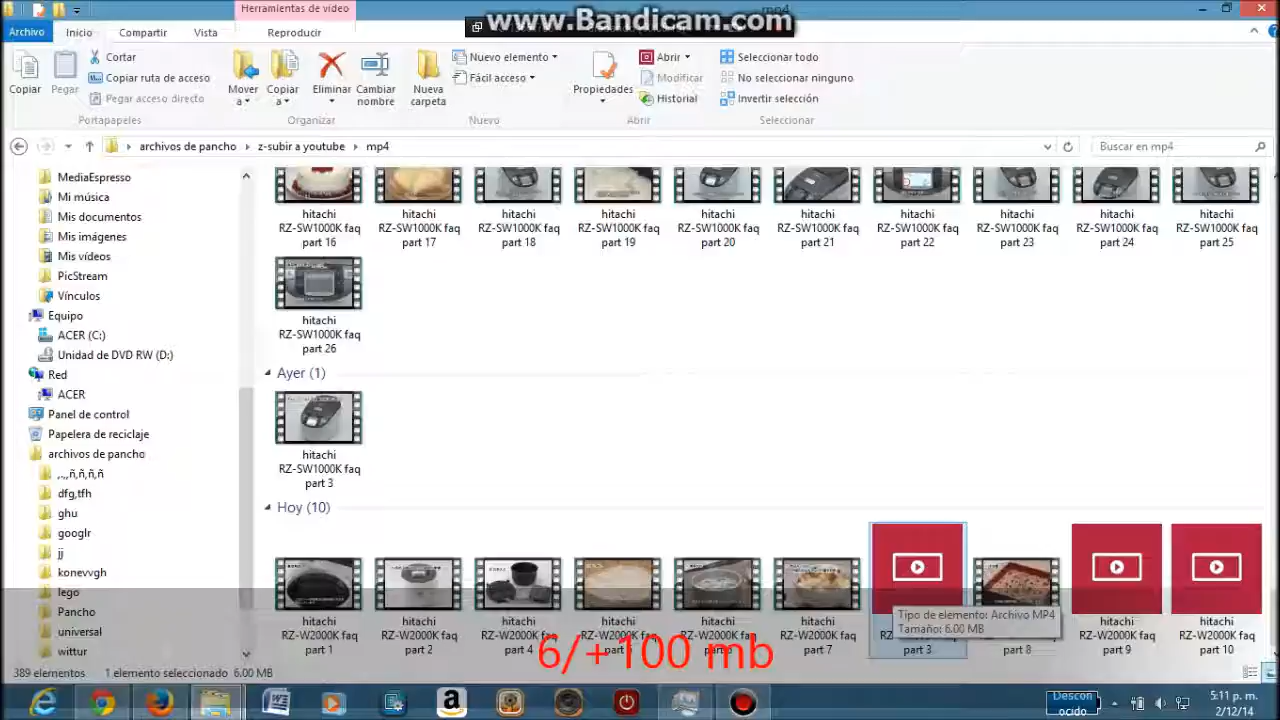 Herramientas de vídeo
www.Bandicam.com
mp4
Archivo
Inicio
Compartir
Vista
Reproducir
Copiar
Pegar
Cortar
Copiar ruta de acceso
Pegar acceso directo
Portapapeles
Mover a
Copiar a
Eliminar
Cambiar nombre
Organizar
Nueva carpeta
Nuevo elemento
Fácil acceso
Nuevo
Propiedades
Abrir
Modificar
Historial
Abrir
Seleccionar todo
No seleccionar ninguno
Invertir selección
Seleccionar
archivos de pancho
z-subir a youtube
mp4
Buscar en mp4
MediaEspresso
Mi música
Mis documentos
Mis imágenes
Mis vídeos
PicStream
Vínculos
Equipo
ACER (C:)
Unidad de DVD RW (D:)
Red
ACER
Panel de control
Papelera de reciclaje
archivos de pancho
,.,,ñ,ñ,ñ,ñ
dfg,tfh
ghu
googlr
jj
konevvgh
lego
Pancho
universal
wittur
hitachi
RZ-SW1000K faq
part 16
hitachi
RZ-SW1000K faq
part 17
hitachi
RZ-SW1000K faq
part 18
hitachi
RZ-SW1000K faq
part 19
hitachi
RZ-SW1000K faq
part 20
hitachi
RZ-SW1000K faq
part 21
hitachi
RZ-SW1000K faq
part 22
hitachi
RZ-SW1000K faq
part 23
hitachi
RZ-SW1000K faq
part 24
hitachi
RZ-SW1000K faq
part 25
hitachi
RZ-SW1000K faq
part 26
Ayer (1)
hitachi
RZ-SW1000K faq
part 3
Hoy (10)
hitachi
RZ-W2000K faq
part 1
hitachi
RZ-W2000K faq
part 2
hitachi
RZ-W2000K faq
part 4
hitachi
RZ-W2000K faq
hitachi
RZ-W2000K faq
hitachi
RZ-W2000K faq
part 7
part 3
part 8
hitachi
RZ-W2000K faq
part 9
hitachi
RZ-W2000K faq
part 10
Tipo de elemento: Archivo MP4
Tamaño: 6.00 MB
6/+100 mb
389 elementos
1 elemento seleccionado 6.00 MB
Descon
ocido
5:11 p. m.
2/12/14